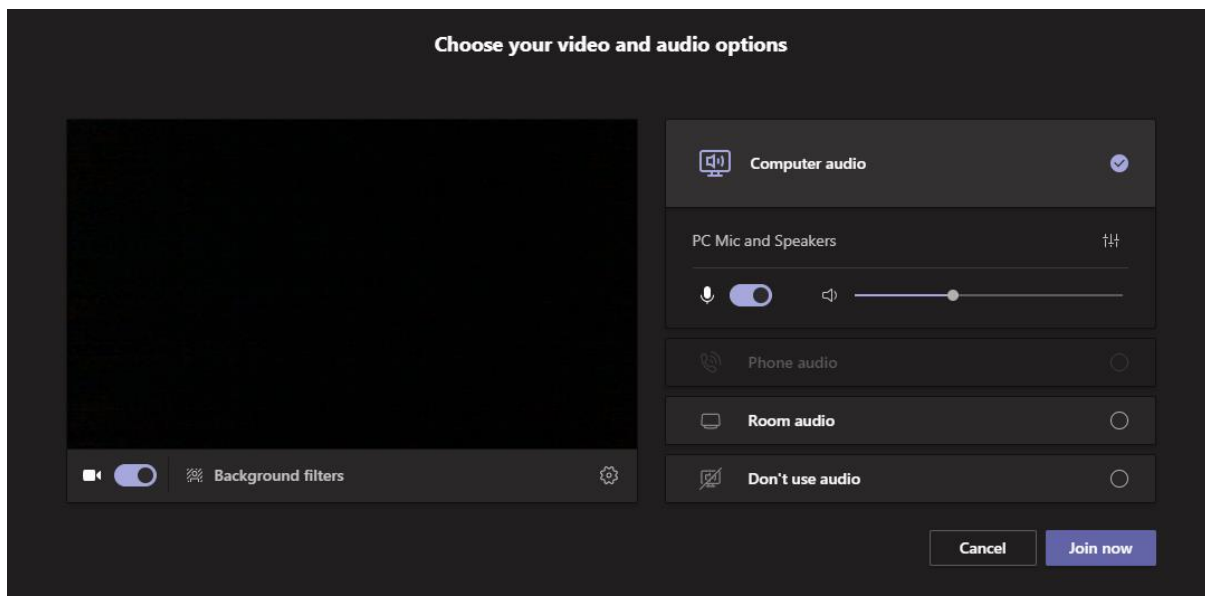 Choose your video and audio options
Computer audio
PC Mic and Speakers
Phone audio
Room audio
Background filters
Don't use audio
Cancel
Join now